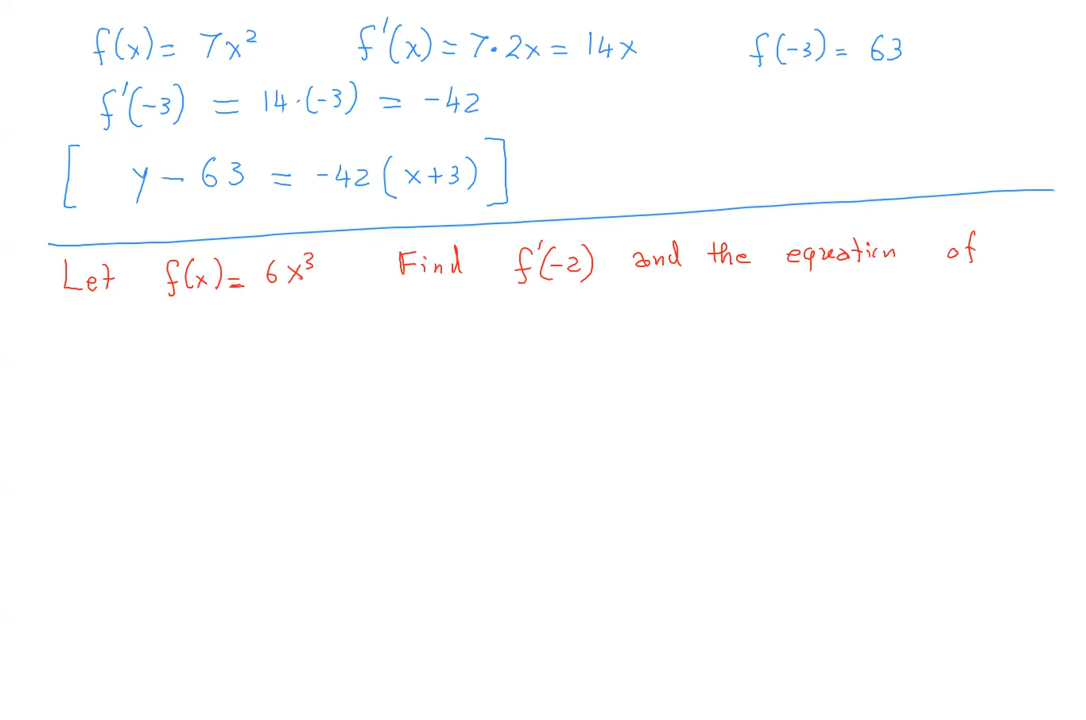 f(x) = 7x² f'(x) = 7·2x = 14x f(-3) = 63
f'(-3) = 14·(-3) = -42
[ y - 63 = -42(x+3) ]
Let f(x) = 6x³ Find f'(-2) and the equation of